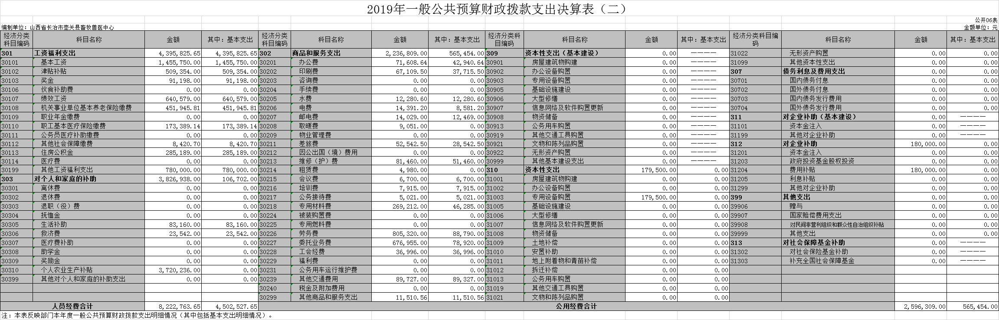 2019年一般公共预算财政拨款支出决算表（二）
公开06表
编制单位：山西省长治市壶关县畜牧兽医中心 金额单位：元
经济分类科目编码 科目名称 金额 其中：基本支出 经济分类科目编码 科目名称 金额 其中：基本支出 经济分类科目编码 科目名称 金额 其中：基本支出 经济分类科目编码 科目名称 金额 其中：基本支出
301 工资福利支出 4,395,825.65 4,395,825.65 302 商品和服务支出 2,236,809.00 565,454.00 309 资本性支出（基本建设） 0.00 ———— 31022 无形资产购置 0.00 0.00
30101 基本工资 1,455,750.00 1,455,750.00 30201 办公费 71,608.64 42,940.64 30901 房屋建筑物购建 0.00 ———— 31099 其他资本性支出 0.00 0.00
30102 津贴补贴 509,354.00 509,354.00 30202 印刷费 67,109.50 37,715.50 30902 办公设备购置 0.00 ———— 307 债务利息及费用支出 0.00 0.00
30103 奖金 91,198.00 91,198.00 30203 咨询费 0.00 0.00 30903 专用设备购置 0.00 ———— 30701 国内债务付息 0.00 0.00
30106 伙食补助费 0.00 0.00 30204 手续费 0.00 0.00 30905 基础设施建设 0.00 ———— 30702 国外债务付息 0.00 0.00
30107 绩效工资 640,579.00 640,579.00 30205 水费 12,280.60 12,280.60 30906 大型修缮 0.00 ———— 30703 国内债务发行费用 0.00 0.00
30108 机关事业单位基本养老保险缴费 451,945.81 451,945.81 30206 电费 14,391.20 8,581.20 30907 信息网络及软件购置更新 0.00 ———— 30704 国外债务发行费用 0.00 0.00
30109 职业年金缴费 0.00 0.00 30207 邮电费 14,029.00 12,469.00 30908 物资储备 0.00 ———— 311 对企业补助（基本建设） 0.00 ————
30110 职工基本医疗保险缴费 173,389.14 173,389.14 30208 取暖费 9,051.00 0.00 30913 公务用车购置 0.00 ———— 31101 资本金注入 0.00 ————
30111 公务员医疗补助缴费 0.00 0.00 30209 物业管理费 0.00 0.00 30919 其他交通工具购置 0.00 ———— 31199 其他对企业补助 0.00 ————
30112 其他社会保障缴费 8,420.70 8,420.70 30211 差旅费 52,542.50 28,542.50 30921 文物和陈列品购置 0.00 ———— 312 对企业补助 180,000.00 0.00
30113 住房公积金 285,189.00 285,189.00 30212 因公出国（境）费用 0.00 0.00 30922 无形资产购置 0.00 ———— 31201 资本金注入 0.00 0.00
30114 医疗费 0.00 0.00 30213 维修（护）费 81,460.00 51,460.00 30999 其他基本建设支出 0.00 ———— 31203 政府投资基金股权投资 0.00 0.00
30199 其他工资福利支出 780,000.00 780,000.00 30214 租赁费 4,980.00 0.00 310 资本性支出 179,500.00 0.00 31204 费用补贴 180,000.00 0.00
303 对个人和家庭的补助 3,826,938.00 106,702.00 30215 会议费 6,700.00 6,700.00 31001 房屋建筑物购建 0.00 0.00 31205 利息补贴 0.00 0.00
30301 离休费 0.00 0.00 30216 培训费 7,915.00 7,915.00 31002 办公设备购置 0.00 0.00 31299 其他对企业补助 0.00 0.00
30302 退休费 0.00 0.00 30217 公务接待费 5,021.00 5,021.00 31003 专用设备购置 179,500.00 0.00 399 其他支出 0.00 0.00
30303 退职（役）费 0.00 0.00 30218 专用材料费 269,212.00 46,285.00 31005 基础设施建设 0.00 0.00 39906 赠与 0.00 0.00
30304 抚恤金 0.00 0.00 30224 被装购置费 0.00 0.00 31006 大型修缮 0.00 0.00 39907 国家赔偿费用支出 0.00 0.00
30305 生活补助 83,160.00 83,160.00 30225 专用燃料费 0.00 0.00 31007 信息网络及软件购置更新 0.00 0.00 39908 对民间非营利组织和群众性自治组织补贴 0.00 0.00
30306 救济费 23,542.00 23,542.00 30226 劳务费 805,320.00 88,790.00 31008 物资储备 0.00 0.00 39999 其他支出 0.00 0.00
30307 医疗费补助 0.00 0.00 30227 委托业务费 676,955.00 78,920.00 31009 土地补偿 0.00 0.00 313 对社会保障基金补助 0.00 ————
30308 助学金 0.00 0.00 30228 工会经费 36,996.00 36,996.00 31010 安置补助 0.00 0.00 31302 对社会保险基金补助 0.00 ————
30309 奖励金 0.00 0.00 30229 福利费 0.00 0.00 31011 地上附着物和青苗补偿 0.00 0.00 31303 补充全国社会保障基金 0.00 ————
30310 个人农业生产补贴 3,720,236.00 0.00 30231 公务用车运行维护费 0.00 0.00 31012 拆迁补偿 0.00 0.00
30399 其他对个人和家庭的补助支出 0.00 0.00 30239 其他交通费用 89,727.00 89,327.00 31013 公务用车购置 0.00 0.00
30240 税金及附加费用 0.00 0.00 31019 其他交通工具购置 0.00 0.00
30299 其他商品和服务支出 11,510.56 11,510.56 31021 文物和陈列品购置 0.00 0.00
人员经费合计 8,222,763.65 4,502,527.65 公用经费合计 2,596,309.00 565,454.00
注：本表反映部门本年度一般公共预算财政拨款支出明细情况（其中包括基本支出明细情况）。